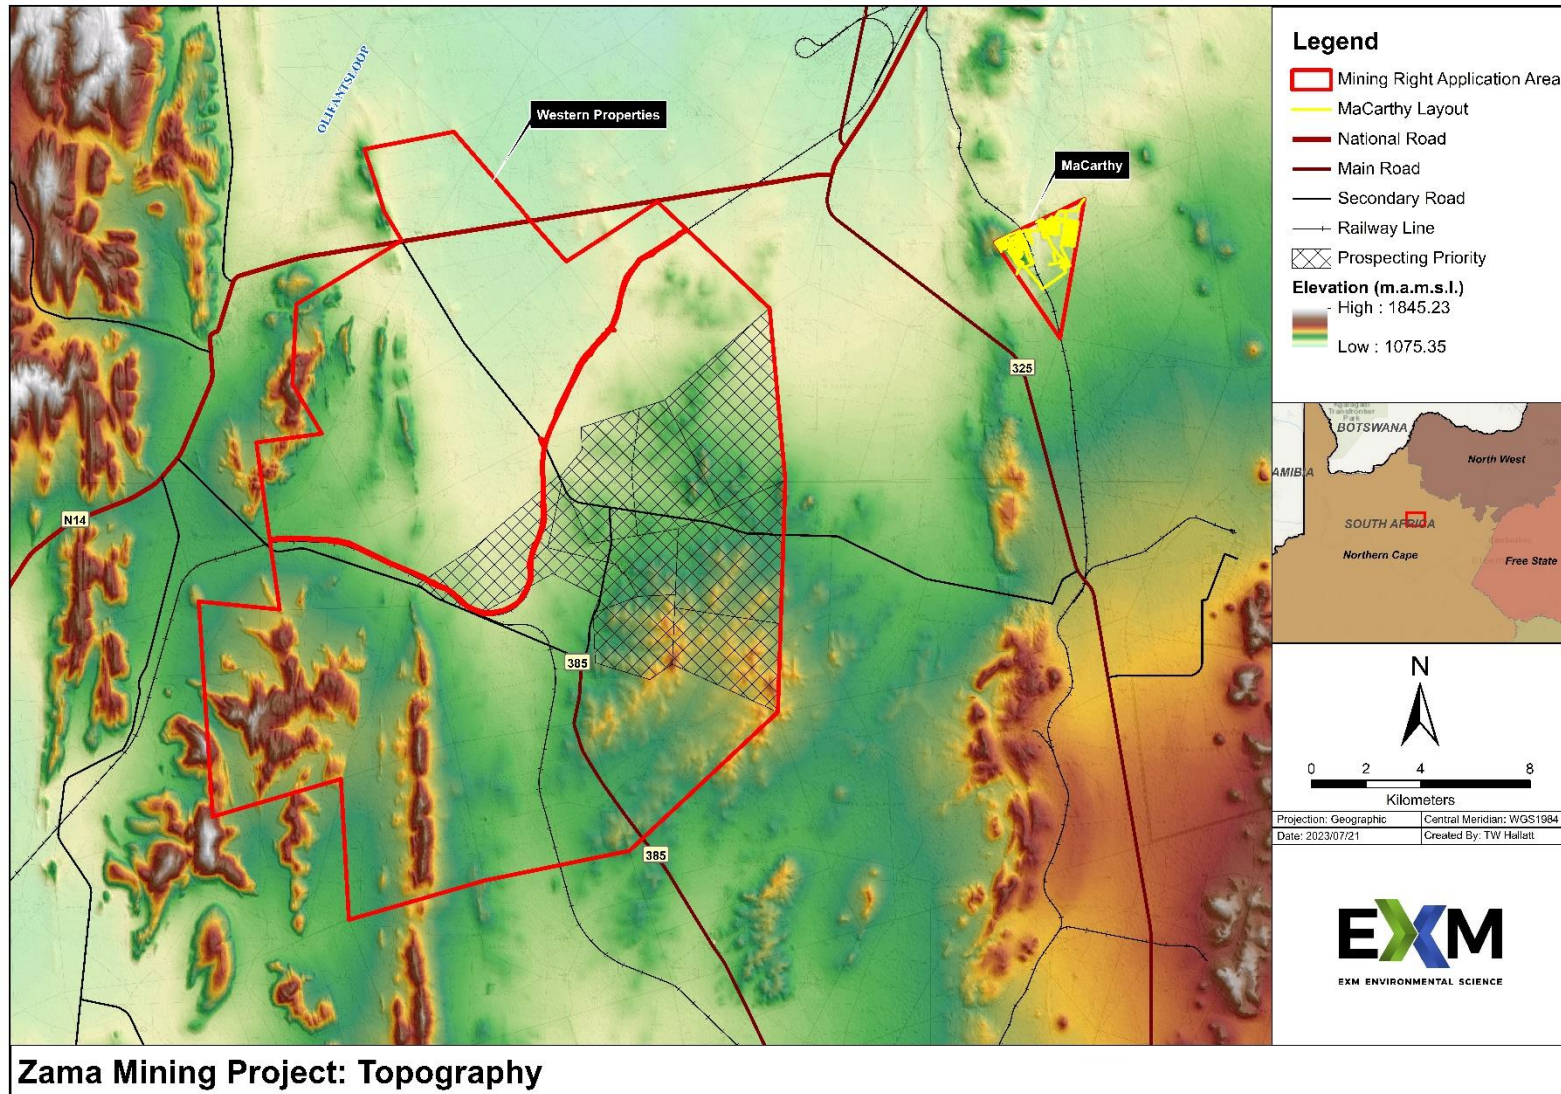 OLIFANTSLOOP
Western Properties
MaCarthy
325
N14
385
385
Zama Mining Project: Topography
Legend
Mining Right Application Area
MaCarthy Layout
National Road
Main Road
Secondary Road
Railway Line
Prospecting Priority
Elevation (m.a.m.s.l.)
High : 1845.23
Low : 1075.35
Transfrontier
Park
BOTSWANA
AMIBIA
North West
SOUTH AFRICA
Northern Cape
Free State
N
0 2 4 8
Kilometers
Projection: Geographic
Central Meridian: WGS1984
Date: 2023/07/21
Created By: TW Hallatt
EXM
EXM ENVIRONMENTAL SCIENCE